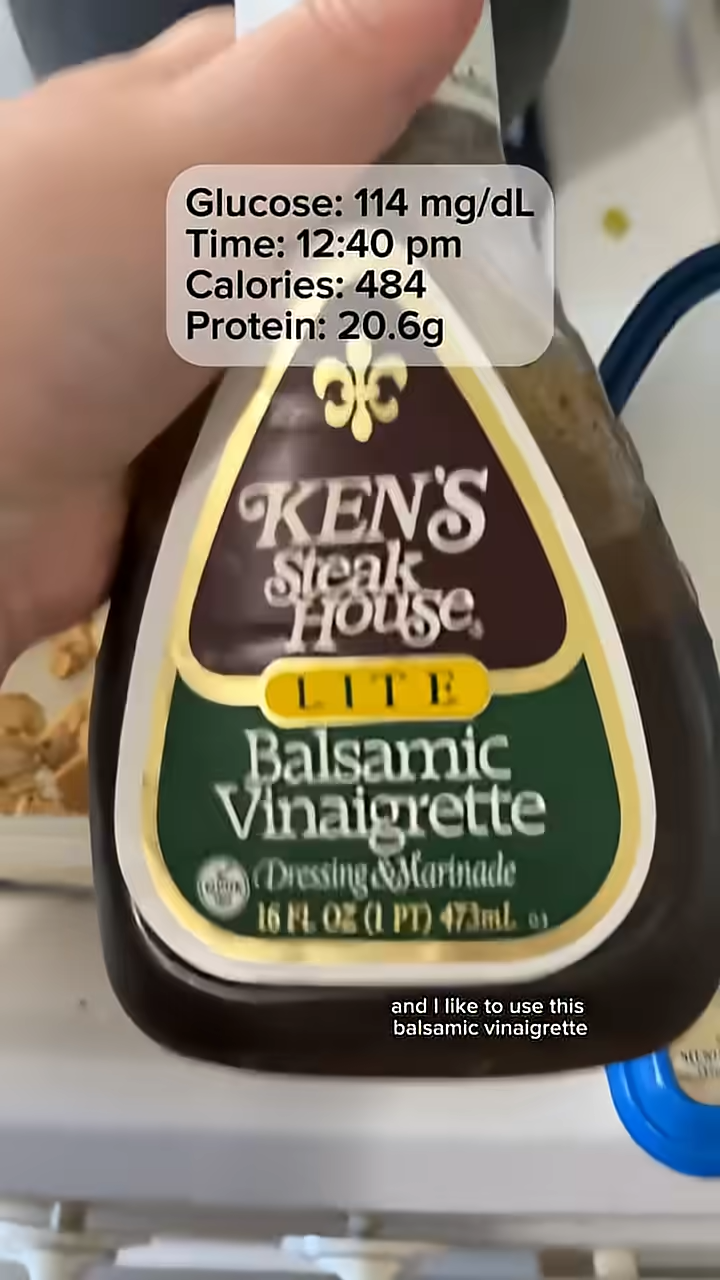 Glucose: 114 mg/dL
Time: 12:40 pm
Calories: 484
Protein: 20.6g
KEN'S
Steak
House
LITE
Balsamic
Vinaigrette
Dressing & Marinade
16 FL OZ (1 PT) 473mL
and I like to use this
balsamic vinaigrette